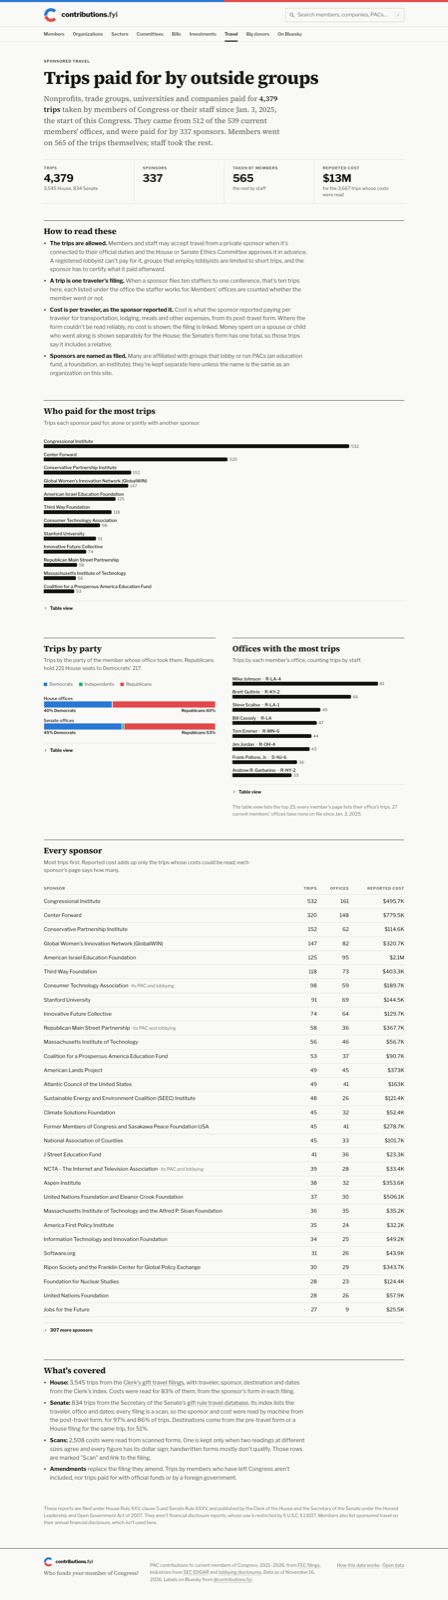 contributions.fyi
Search members, companies, PACs... /
Members Organizations Sectors Committees Bills Investments Travel Big donors On Bluesky
SPONSORED TRAVEL
Trips paid for by outside groups
Nonprofits, trade groups, universities and companies paid for 4,379
trips taken by members of Congress or their staff since Jan. 3, 2025,
the start of this Congress. They came from 512 of the 539 current
members' offices, and were paid for by 337 sponsors. Members went
on 565 of the trips themselves; staff took the rest.
TRIPS
4,379
3,545 House, 834 Senate
SPONSORS
337
TAKEN BY MEMBERS
565
the rest by staff
REPORTED COST
$13M
for the 3,667 trips whose costs
were read
How to read these
• The trips are allowed. Members and staff may accept travel from a private sponsor when it's
connected to their official duties and the House or Senate Ethics Committee approves it in advance.
A registered lobbyist can't pay for it, groups that employ lobbyists are limited to short trips, and the
sponsor has to certify what it paid afterward.
• A trip is one traveler's filing. When a sponsor flies ten staffers to one conference, that's ten trips
here, each listed under the office the staffer works for. Members' offices are counted whether the
member went or not.
• Cost is per traveler, as the sponsor reported it. Cost is what the sponsor reported paying per
traveler for transportation, lodging, meals and other expenses, from its post-travel form. Where the
form couldn't be read reliably, no cost is shown; the filing is linked. Money spent on a spouse or child
who went along is shown separately for the House; the Senate's form has one total, so those trips
say it includes a relative.
• Sponsors are named as filed. Many are affiliated with groups that lobby or run PACs (an education
fund, a foundation, an institute); they're kept separate here unless the name is the same as an
organization on this site.
Who paid for the most trips
Trips each sponsor paid for, alone or jointly with another sponsor.
Congressional Institute
532
Center Forward
320
Conservative Partnership Institute
152
Global Women's Innovation Network (GlobalWIN)
147
American Israel Education Foundation
125
Third Way Foundation
118
Consumer Technology Association
98
Stanford University
91
Innovative Future Collective
74
Republican Main Street Partnership
58
Massachusetts Institute of Technology
56
Coalition for a Prosperous America Education Fund
53
Table view
Trips by party
Trips by the party of the member whose office took them. Republicans
hold 221 House seats to Democrats' 217.
Democrats Independents Republicans
House offices
40% Democrats Republicans 60%
Senate offices
45% Democrats Republicans 53%
Table view
Offices with the most trips
Trips by each member's office, counting trips by staff.
Mike Johnson · R-LA-4
81
Brett Guthrie · R-KY-2
66
Steve Scalise · R-LA-1
49
Bill Cassidy · R-LA
47
Tom Emmer · R-MN-6
44
Jim Jordan · R-OH-4
43
Frank Pallone, Jr. · D-NJ-6
36
Andrew R. Garbarino · R-NY-2
33
Table view
The table view lists the top 25; every member's page lists their office's trips. 27
current members' offices have none on file since Jan. 3, 2025.
Every sponsor
Most trips first. Reported cost adds up only the trips whose costs could be read; each
sponsor's page says how many.
SPONSOR TRIPS OFFICES REPORTED COST
Congressional Institute 532 161 $495.7K
Center Forward 320 148 $779.5K
Conservative Partnership Institute 152 62 $114.6K
Global Women's Innovation Network (GlobalWIN) 147 82 $320.7K
American Israel Education Foundation 125 95 $2.1M
Third Way Foundation 118 73 $403.3K
Consumer Technology Association · its PAC and lobbying 98 59 $189.7K
Stanford University 91 69 $144.5K
Innovative Future Collective 74 64 $129.7K
Republican Main Street Partnership · its PAC and lobbying 58 36 $367.7K
Massachusetts Institute of Technology 56 46 $56.7K
Coalition for a Prosperous America Education Fund 53 37 $90.7K
American Lands Project 49 45 $373K
Atlantic Council of the United States 49 41 $163K
Sustainable Energy and Environment Coalition (SEEC) Institute 48 26 $121.4K
Climate Solutions Foundation 45 32 $52.4K
Former Members of Congress and Sasakawa Peace Foundation USA 45 41 $278.7K
National Association of Counties 45 33 $101.7K
J Street Education Fund 41 36 $23.3K
NCTA - The Internet and Television Association · its PAC and lobbying 39 28 $33.4K
Aspen Institute 38 32 $353.6K
United Nations Foundation and Eleanor Crook Foundation 37 30 $506.1K
Massachusetts Institute of Technology and the Alfred P. Sloan Foundation 36 35 $35.2K
America First Policy Institute 35 24 $32.2K
Information Technology and Innovation Foundation 34 25 $49.2K
Software.org 31 26 $43.9K
Ripon Society and the Franklin Center for Global Policy Exchange 30 29 $343.7K
Foundation for Nuclear Studies 28 23 $124.4K
United Nations Foundation 28 26 $57.9K
Jobs for the Future 27 9 $25.5K
307 more sponsors
What's covered
• House: 3,545 trips from the Clerk's gift travel filings, with traveler, sponsor, destination and dates
from the Clerk's index. Costs were read for 83% of them, from the sponsor's form in each filing.
• Senate: 834 trips from the Secretary of the Senate's gift rule travel database. Its index lists the
traveler, office and dates; every filing is a scan, so the sponsor and cost were read by machine from
the post-travel form, for 97% and 86% of trips. Destinations come from the pre-travel form or a
House filing for the same trip, for 51%.
• Scans: 2,508 costs were read from scanned forms. One is kept only when two readings at different
sizes agree and every figure has its dollar sign; handwritten forms mostly don't qualify. Those rows
are marked "Scan" and link to the filing.
• Amendments replace the filing they amend. Trips by members who have left Congress aren't
included, nor trips paid for with official funds or by a foreign government.
These reports are filed under House Rule XXV, clause 5 and Senate Rule XXXV, and published by the Clerk of the House and the Secretary of the Senate under the Honest
Leadership and Open Government Act of 2007. They aren't financial disclosure reports, whose use is restricted by 5 U.S.C. § 13107. Members also list sponsored travel on
their annual financial disclosure, which isn't used here.
contributions.fyi
Who funds your member of Congress?
PAC contributions to current members of Congress, 2025–2026, from FEC filings.
Industries from SEC EDGAR and lobbying disclosures. Data as of November 16,
2026. Labels on Bluesky from @contributions.fyi.
How this data works · Open data